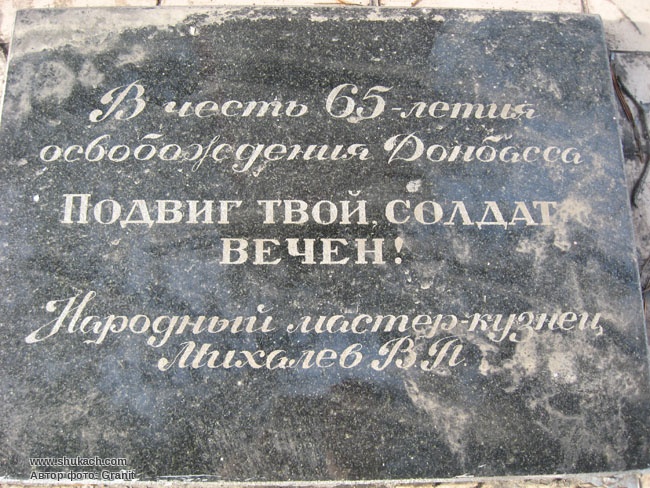 В честь 65-летия
освобождения Донбасса
ПОДВИГ ТВОЙ, СОЛДАТ
ВЕЧЕН!
Народный мастер-кузнец
Михалев В.П.
www.shukach.com
Автор фото: Granit